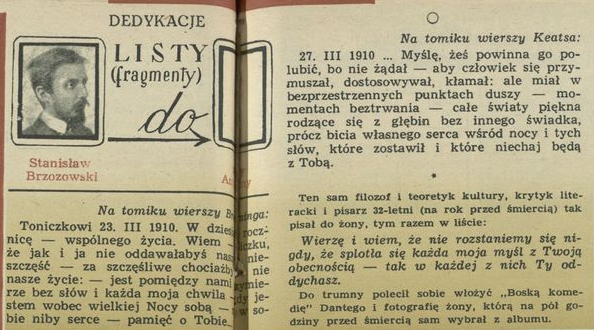 DEDYKACJE
LISTY
(fragmenty)
do
Stanisław
Brzozowski
Na tomiku wierszy
Toniczkowi 23. III 1910. W
nicę — wspólnego życia. Wiem
że jak i ja nie oddawałabyś nasz
szczęść — za szczęśliwe chociażby nie
nasze życie: — jest pomiędzy nami
rze bez słów i każda moja chwila je-
stem wobec wielkiej Nocy sobą — w so-
bie niby serce — pamięć o Tobie.
Na tomiku wierszy Keatsa:
27. III 1910 ... Myślę, żeś powinna go po-
lubić, bo nie żądał — aby człowiek się przy-
muszał, dostosowywał, kłamał: ale miał w
bezprzestrzennych punktach duszy — mo-
mentach beztrwania — całe światy piękna
rodzące się z głębin bez innego świadka,
prócz bicia własnego serca wśród nocy i tych
słów, które zostawił i które niechaj będą
z Tobą.
*
Ten sam filozof i teoretyk kultury, krytyk lite-
racki i pisarz 32-letni (na rok przed śmiercią) tak
pisał do żony, tym razem w liście:
Wierzę i wiem, że nie rozstaniemy się ni-
gdy, że splotła się każda moja myśl z Twoją
obecnością — tak w każdej z nich Ty od-
dychasz.
Do trumny polecił sobie włożyć „Boską kome-
dię" Dantego i fotografię żony, którą na pół go-
dziny przed śmiercią sam wybrał z albumu.